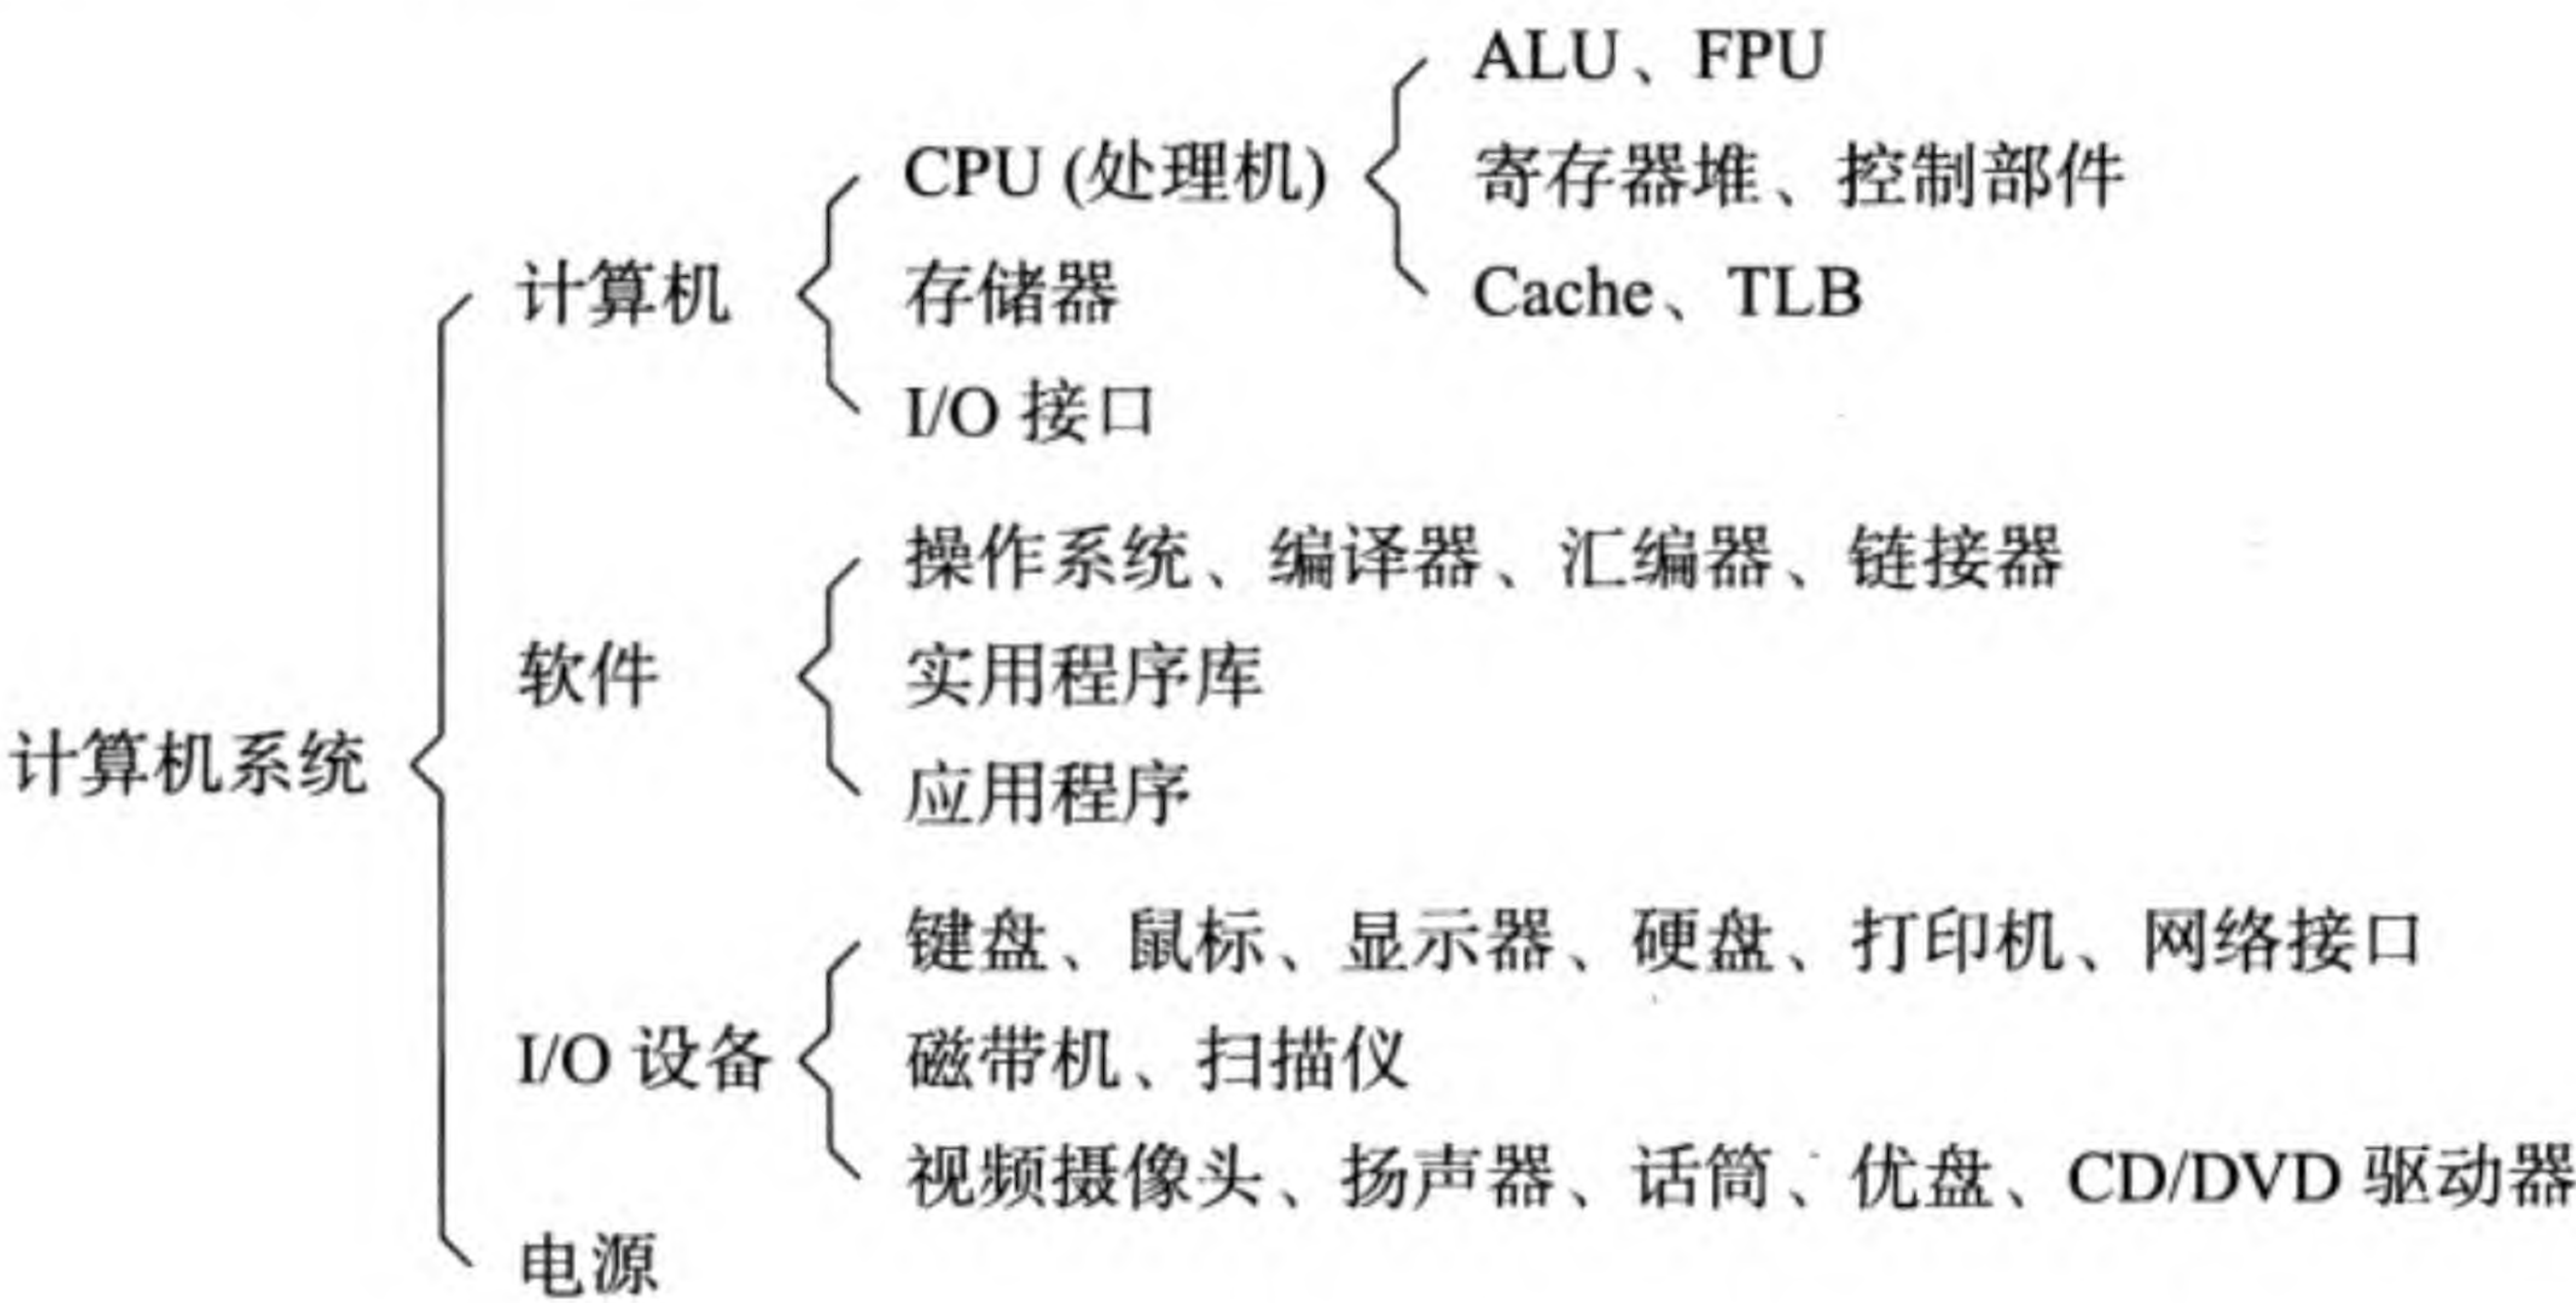 计算机系统
计算机
CPU (处理机)
ALU、FPU
寄存器堆、控制部件
Cache、TLB
存储器
I/O 接口
软件
操作系统、编译器、汇编器、链接器
实用程序库
应用程序
I/O 设备
键盘、鼠标、显示器、硬盘、打印机、网络接口
磁带机、扫描仪
视频摄像头、扬声器、话筒、优盘、CD/DVD 驱动器
电源